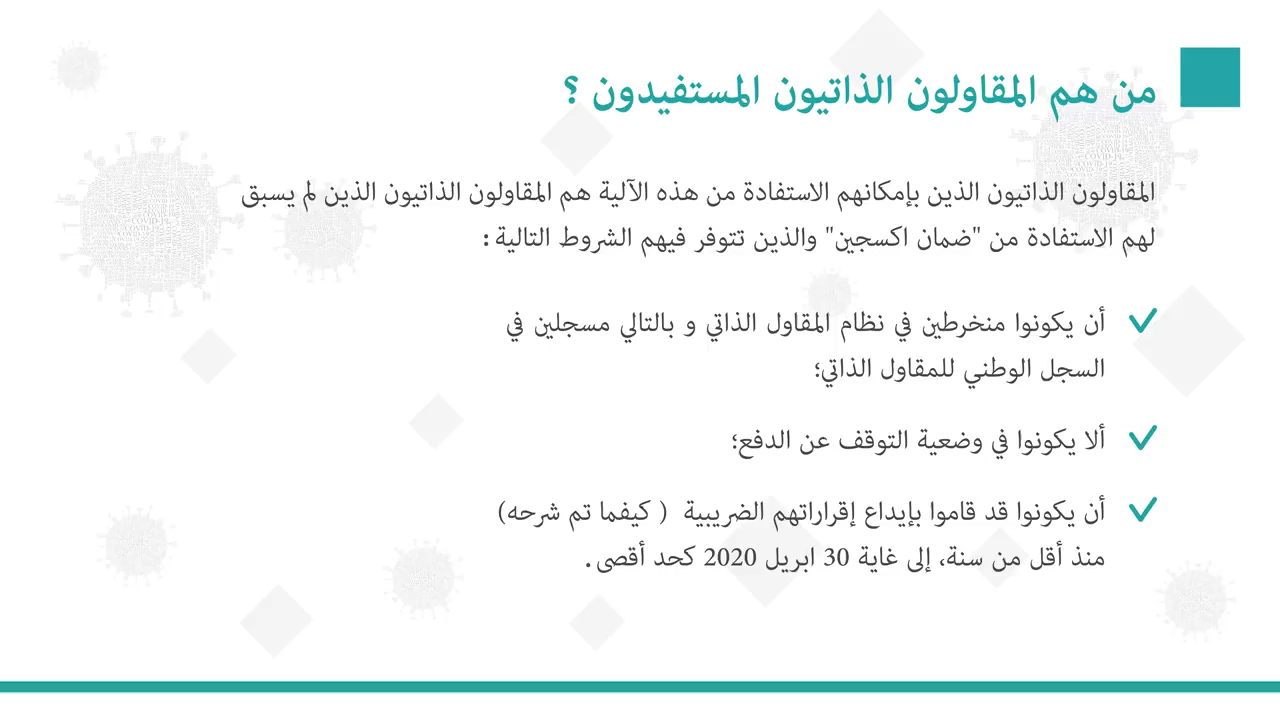 من هم المقاولون الذاتيون المستفيدون ؟
المقاولون الذاتيون الذين بإمكانهم الاستفادة من هذه الآلية هم المقاولون الذاتيون الذين لم يسبق
لهم الاستفادة من "ضمان اكسجين" والذين تتوفر فيهم الشروط التالية :
أن يكونوا منخرطين في نظام المقاول الذاتي و بالتالي مسجلين في
السجل الوطني للمقاول الذاتي؛
ألا يكونوا في وضعية التوقف عن الدفع؛
أن يكونوا قد قاموا بإيداع إقراراتهم الضريبية ( كيفما تم شرحه)
منذ أقل من سنة، إلى غاية 30 ابريل 2020 كحد أقصى .